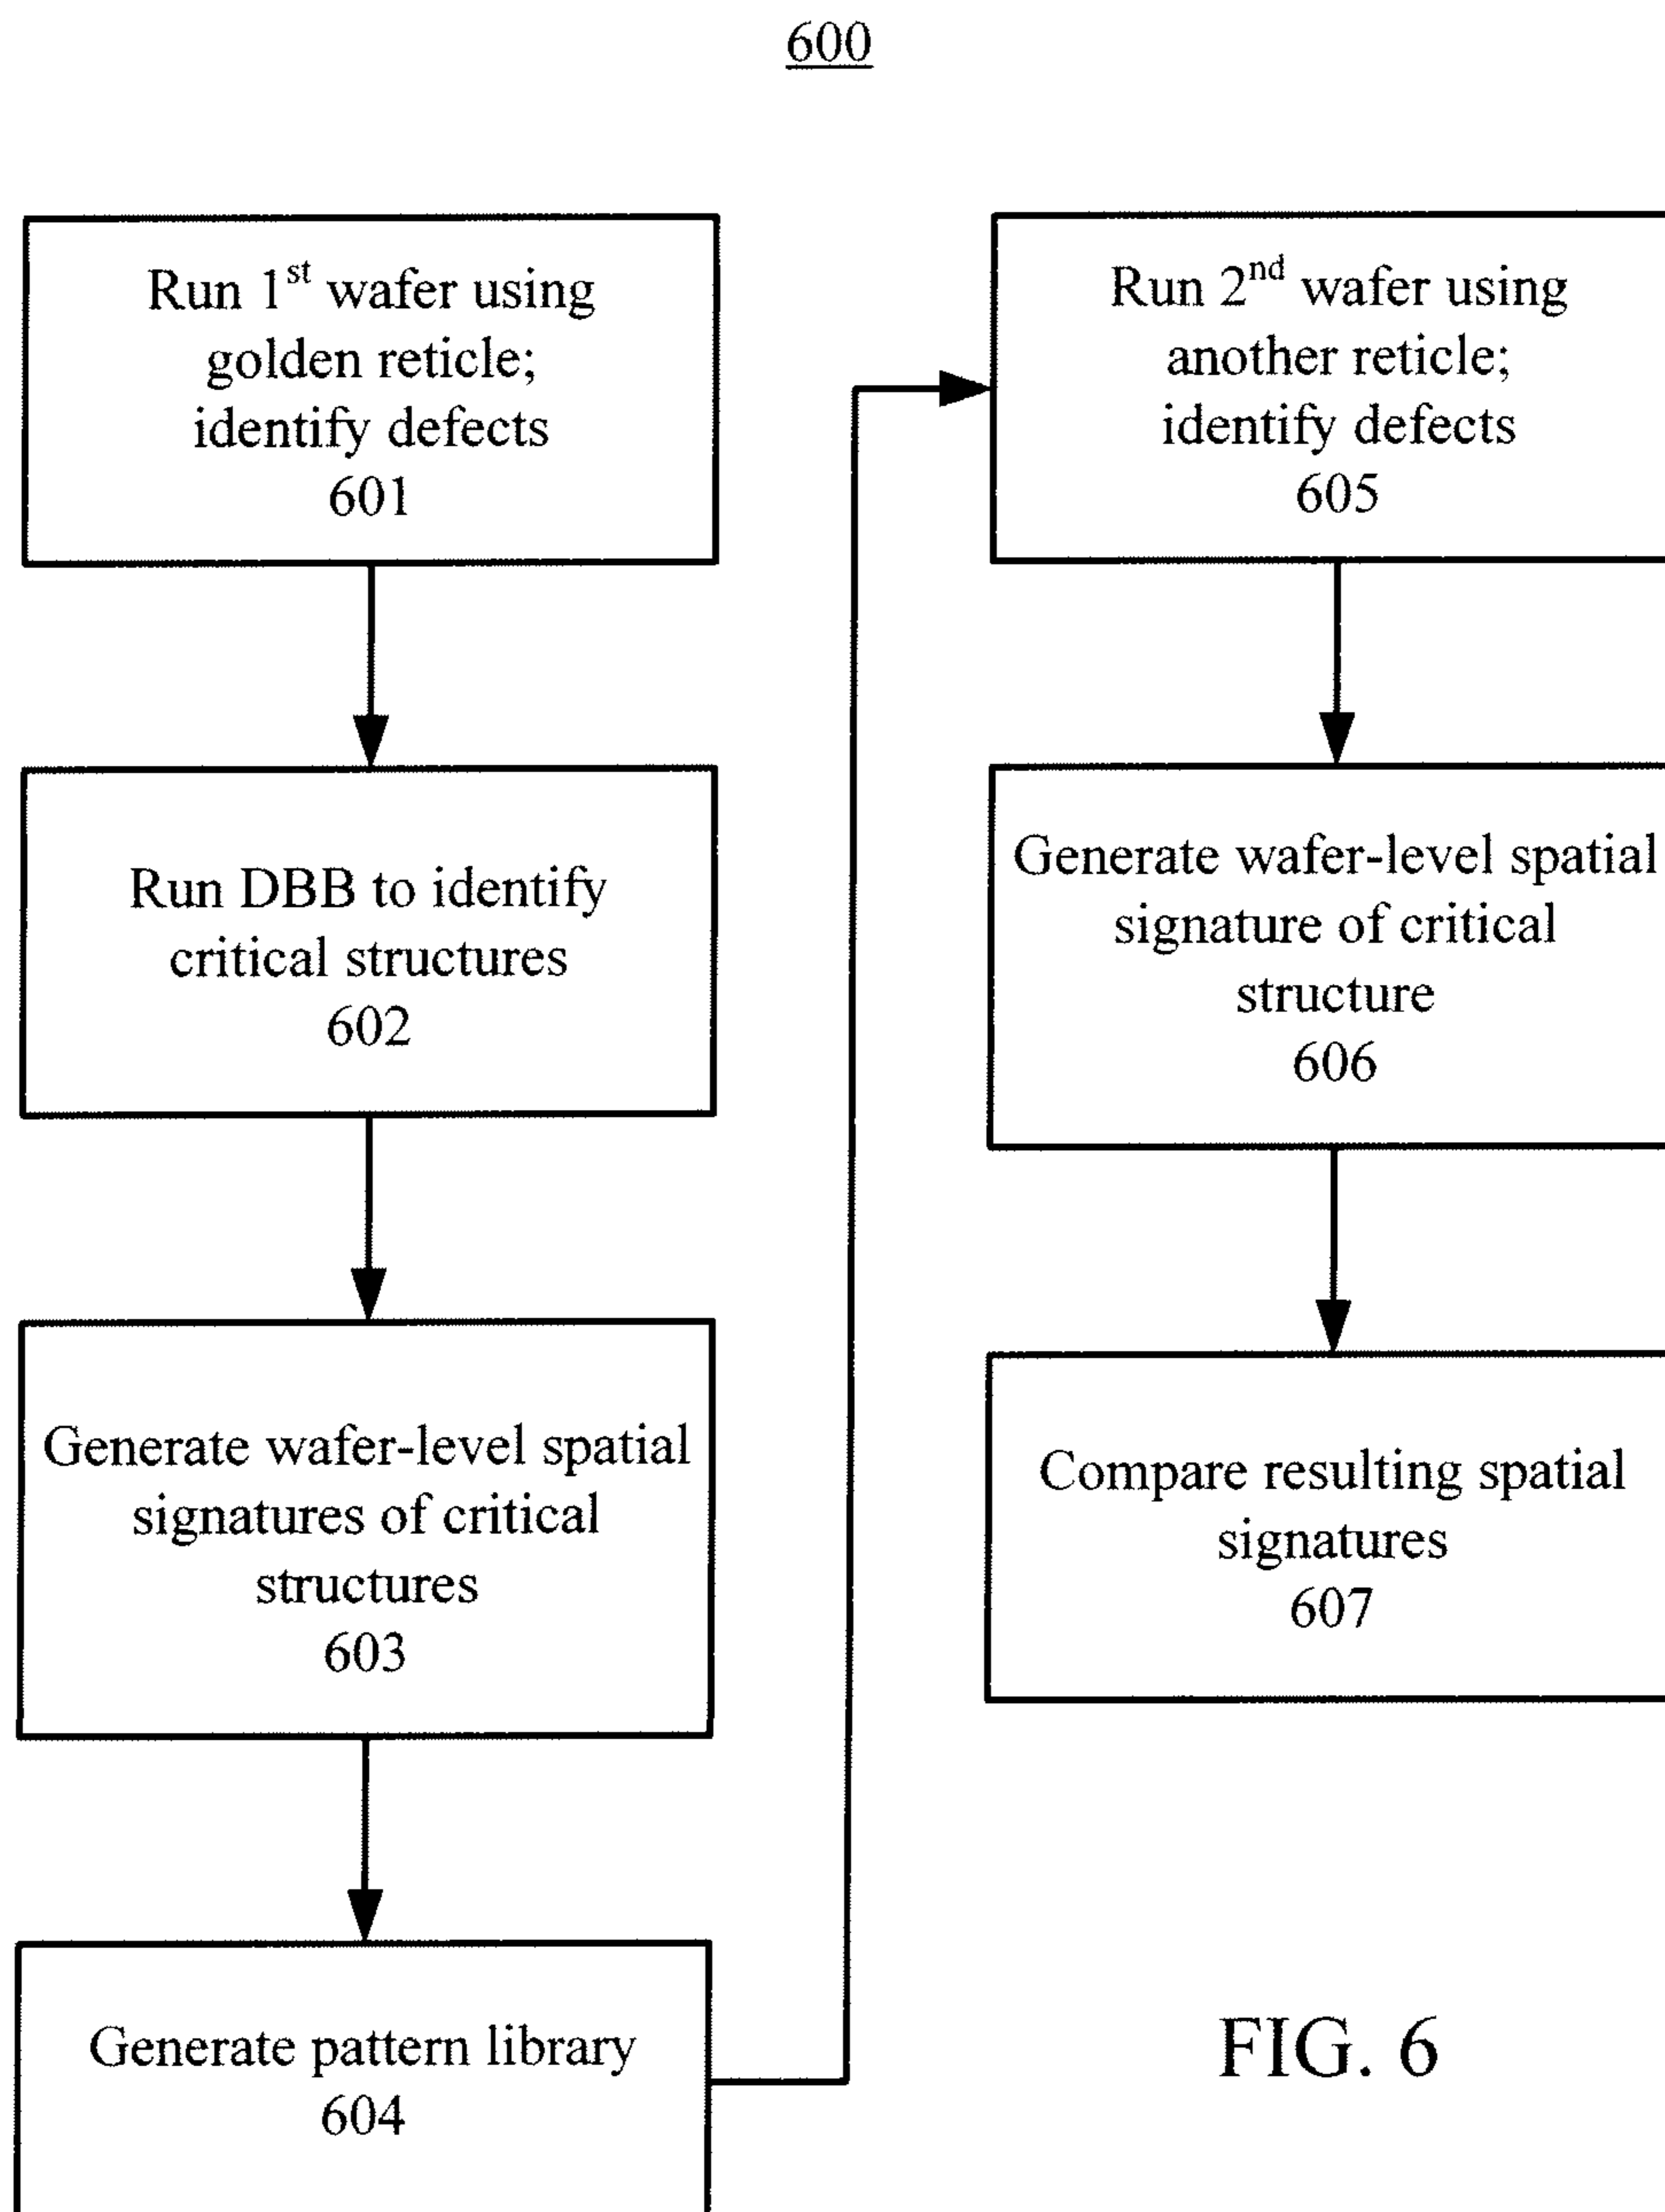 600
Run 1st wafer using
golden reticle;
identify defects
601
Run DBB to identify
critical structures
602
Generate wafer-level spatial
signatures of critical
structures
603
Generate pattern library
604
Run 2nd wafer using
another reticle;
identify defects
605
Generate wafer-level spatial
signature of critical
structure
606
Compare resulting spatial
signatures
607
FIG. 6